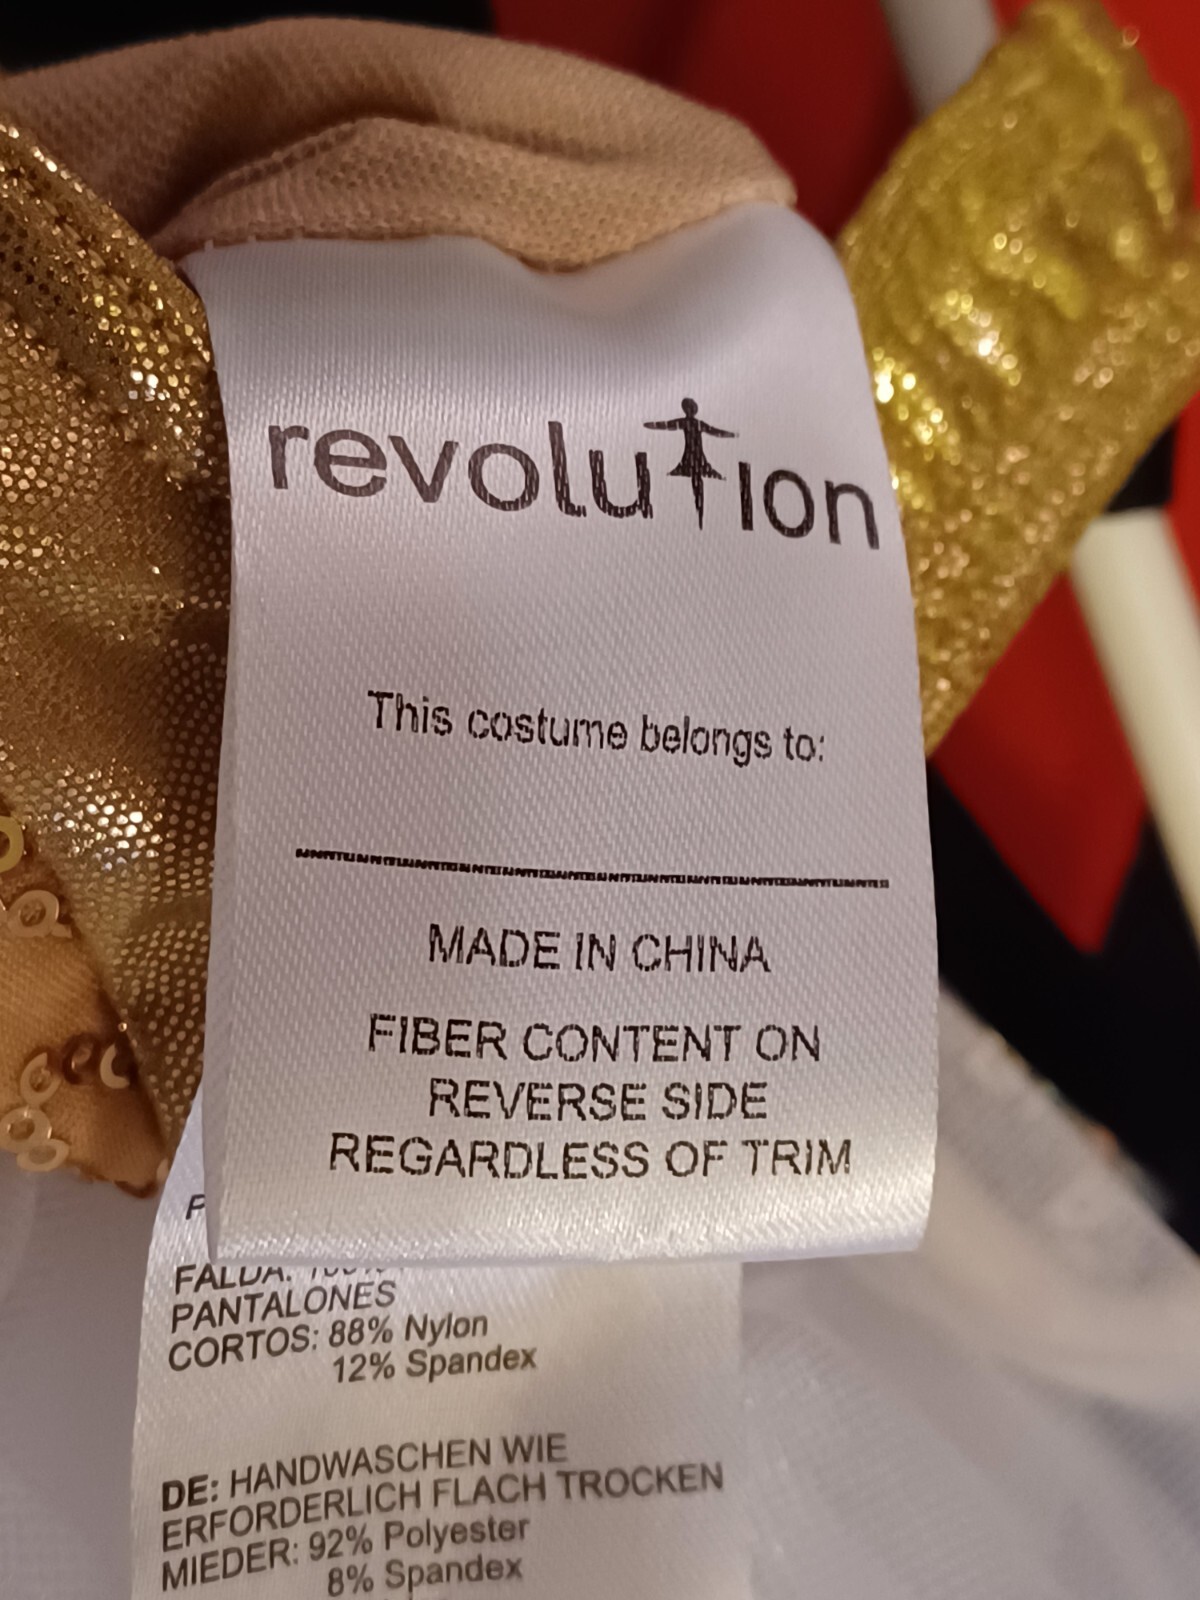 revolution
This costume belongs to:
MADE IN CHINA
FIBER CONTENT ON
REVERSE SIDE
REGARDLESS OF TRIM
FALDA:
PANTALONES
CORTOS: 88% Nylon
12% Spandex
DE: HANDWASCHEN WIE
ERFORDERLICH FLACH TROCKEN
MIEDER: 92% Polyester
8% Spandex